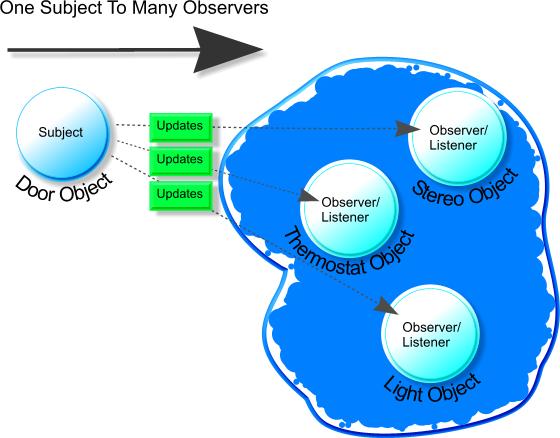 One Subject To Many Observers
Subject
Door Object
Updates
Updates
Updates
Observer/
Listener
Stereo Object
Observer/
Listener
Thermostat Object
Observer/
Listener
Light Object